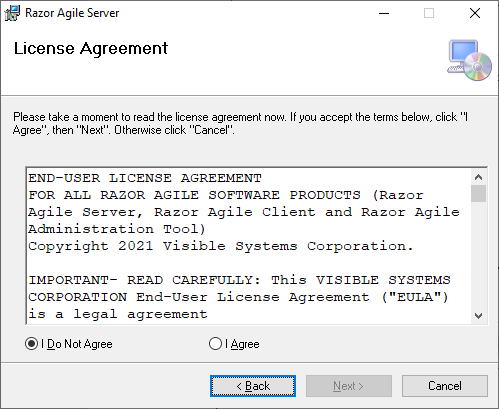 Razor Agile Server
License Agreement
Please take a moment to read the license agreement now. If you accept the terms below, click "I
Agree", then "Next". Otherwise click "Cancel".
END-USER LICENSE AGREEMENT
FOR ALL RAZOR AGILE SOFTWARE PRODUCTS (Razor
Agile Server, Razor Agile Client and Razor Agile
Administration Tool)
Copyright 2021 Visible Systems Corporation.
IMPORTANT- READ CAREFULLY: This VISIBLE SYSTEMS
CORPORATION End-User License Agreement ("EULA")
is a legal agreement
I Do Not Agree
I Agree
< Back
Next >
Cancel